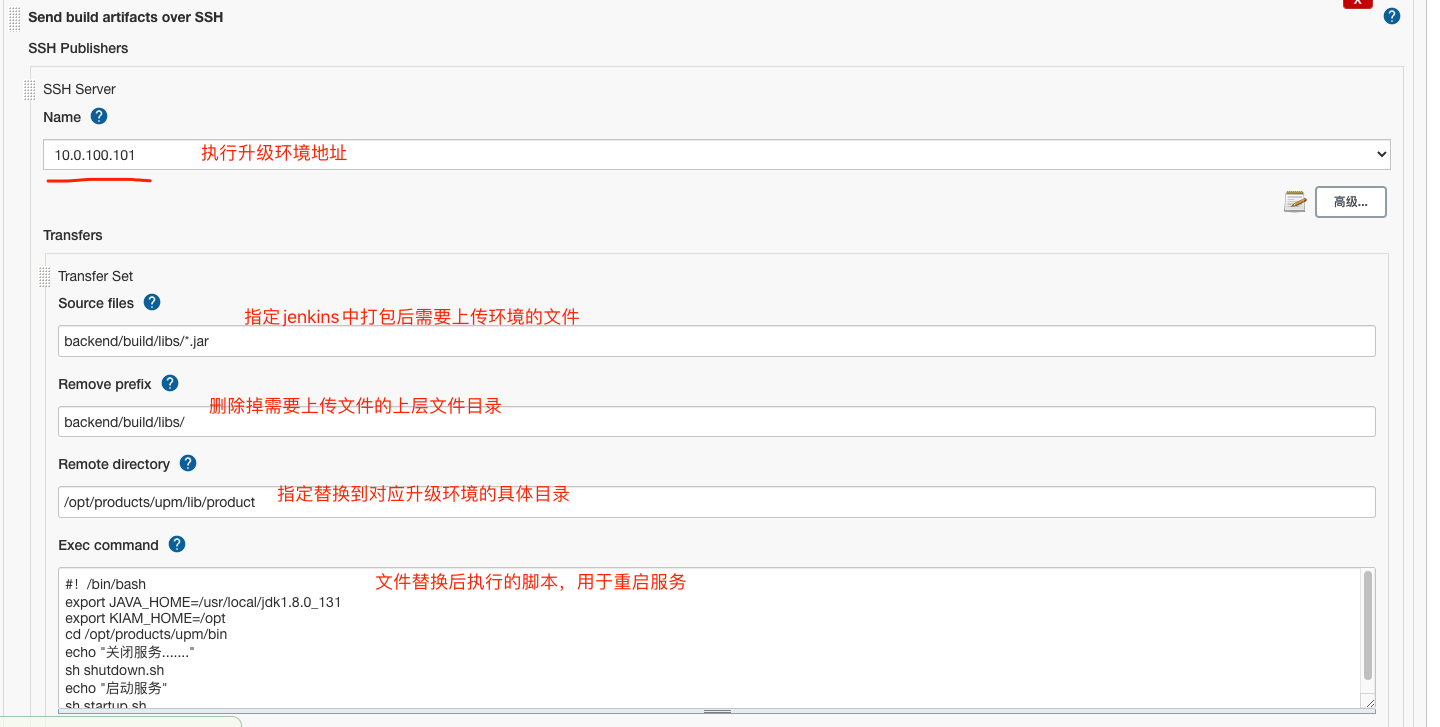 X
Send build artifacts over SSH
?
SSH Publishers
SSH Server
Name ?
10.0.100.101 执行升级环境地址
高级...
Transfers
Transfer Set
Source files ?
指定jenkins中打包后需要上传环境的文件
backend/build/libs/*.jar
Remove prefix ?
删除掉需要上传文件的上层文件目录
backend/build/libs/
Remote directory ?
指定替换到对应升级环境的具体目录
/opt/products/upm/lib/product
Exec command ?
文件替换后执行的脚本，用于重启服务
#！/bin/bash
export JAVA_HOME=/usr/local/jdk1.8.0_131
export KIAM_HOME=/opt
cd /opt/products/upm/bin
echo "关闭服务......."
sh shutdown.sh
echo "启动服务"
sh startup.sh